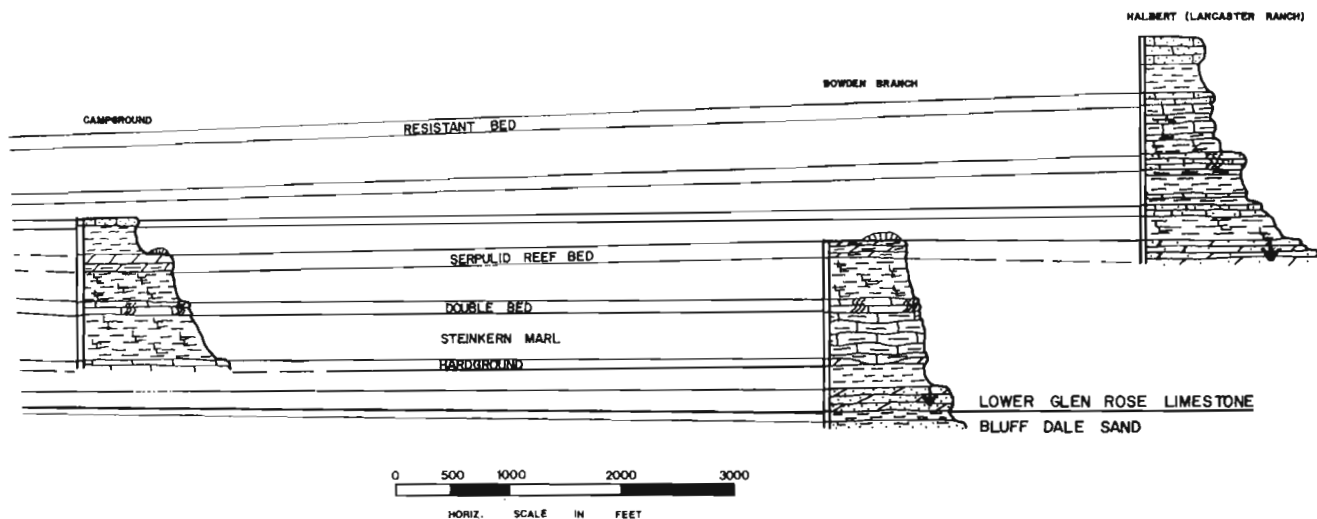 HALBERT (LANCASTER RANCH)
BOWDEN BRANCH
CAMPGROUND
RESISTANT BED
SERPULID REEF BED
DOUBLE BED
STEINKERN MARL
HARDGROUND
LOWER GLEN ROSE LIMESTONE
BLUFF DALE SAND
0 500 1000 2000 3000
HORIZ. SCALE IN FEET